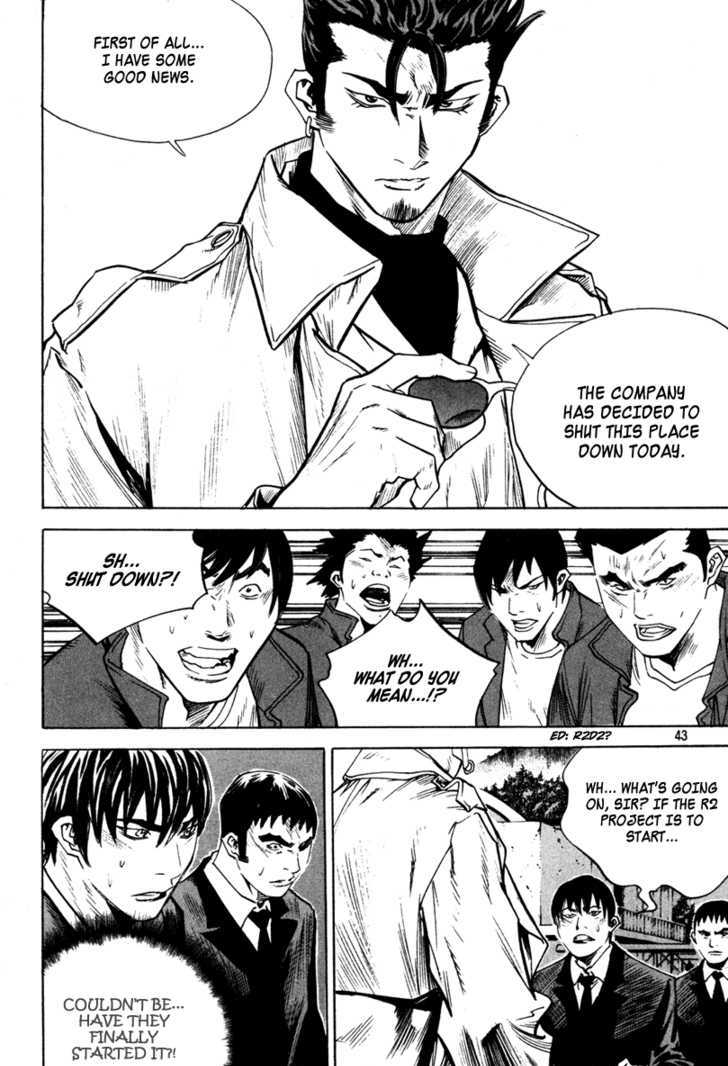 FIRST OF ALL...
I HAVE SOME
GOOD NEWS.
THE COMPANY
HAS DECIDED TO
SHUT THIS PLACE
DOWN TODAY.
SH...
SHUT DOWN?!
WH...
WHAT DO YOU
MEAN...!?
ED: R2D2?
43
WH... WHAT'S GOING
ON, SIR? IF THE R2
PROJECT IS TO
START...
COULDN'T BE...
HAVE THEY
FINALLY
STARTED IT?!